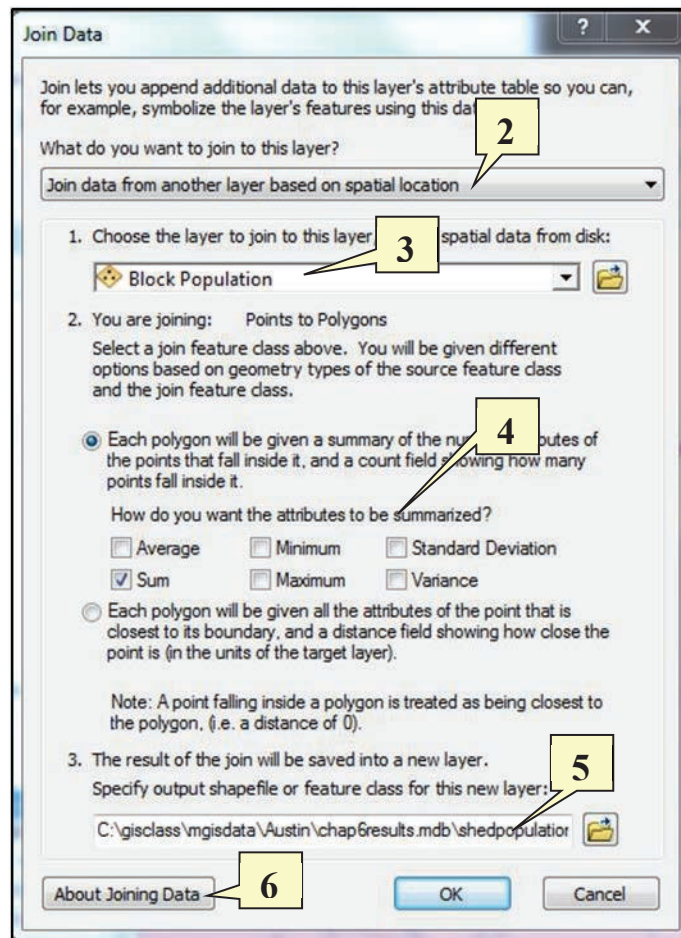 Join Data
Join lets you append additional data to this layer's attribute table so you can,
for example, symbolize the layer's features using this dat
2
What do you want to join to this layer?
Join data from another layer based on spatial location
1. Choose the layer to join to this layer, spatial data from disk:
3
Block Population
2. You are joining: Points to Polygons
Select a join feature class above. You will be given different
options based on geometry types of the source feature class
and the join feature class.
4
Each polygon will be given a summary of the utes of
the points that fall inside it, and a count field showing how many
points fall inside it.
How do you want the attributes to be summarized?
Average Minimum Standard Deviation
Sum Maximum Variance
Each polygon will be given all the attributes of the point that is
closest to its boundary, and a distance field showing how close the
point is (in the units of the target layer).
Note: A point falling inside a polygon is treated as being closest to
the polygon, (i.e. a distance of 0).
3. The result of the join will be saved into a new layer.
5
Specify output shapefile or feature class for this new layer:
C:\gisclass\mgisdata\Austin\chap6results.mdb\shedpopulation
About Joining Data 6 OK Cancel